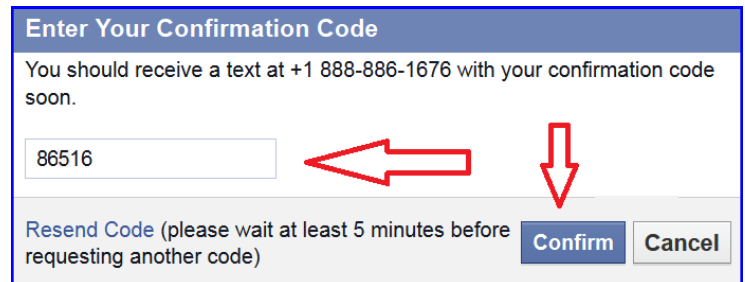 Enter Your Confirmation Code
You should receive a text at +1 888-886-1676 with your confirmation code
soon.
86516
Resend Code (please wait at least 5 minutes before
requesting another code)
Confirm
Cancel